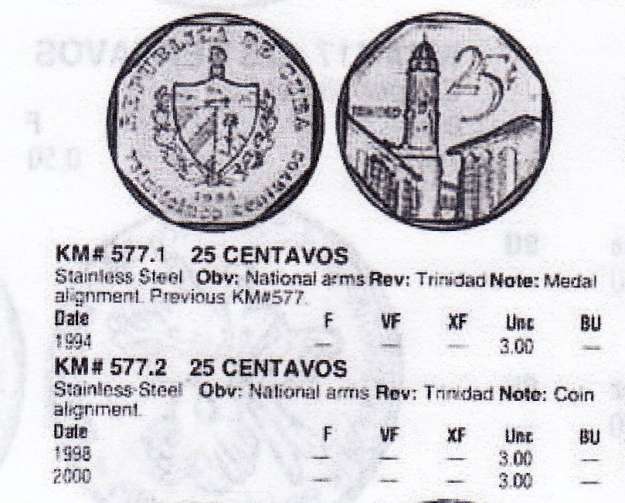 REPUBLICA DE CUBA
1994
VEINTICINCO CENTAVOS
TRINIDAD
25¢
KM# 577.1 25 CENTAVOS
Stainless Steel Obv: National arms Rev: Trinidad Note: Medal
alignment. Previous KM#577.
Date F VF XF Unc BU
1994 — — — 3.00 —
KM# 577.2 25 CENTAVOS
Stainless-Steel Obv: National arms Rev: Trinidad Note: Coin
alignment.
Date F VF XF Unc BU
1998 — — — 3.00 —
2000 — — — 3.00 —